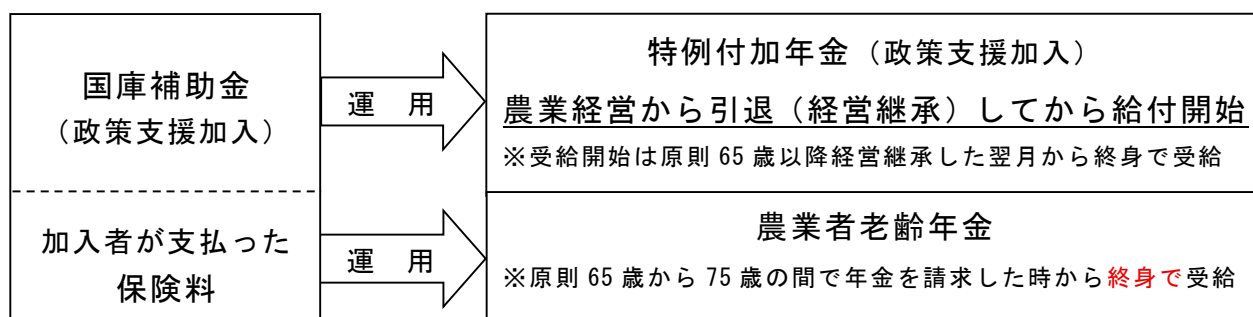 国庫補助金
（政策支援加入）
運　用
特例付加年金（政策支援加入）
農業経営から引退（経営継承）してから給付開始
※受給開始は原則 65 歳以降経営継承した翌月から終身で受給
加入者が支払った
保険料
運　用
農業者老齢年金
※原則 65 歳から 75 歳の間で年金を請求した時から終身で受給